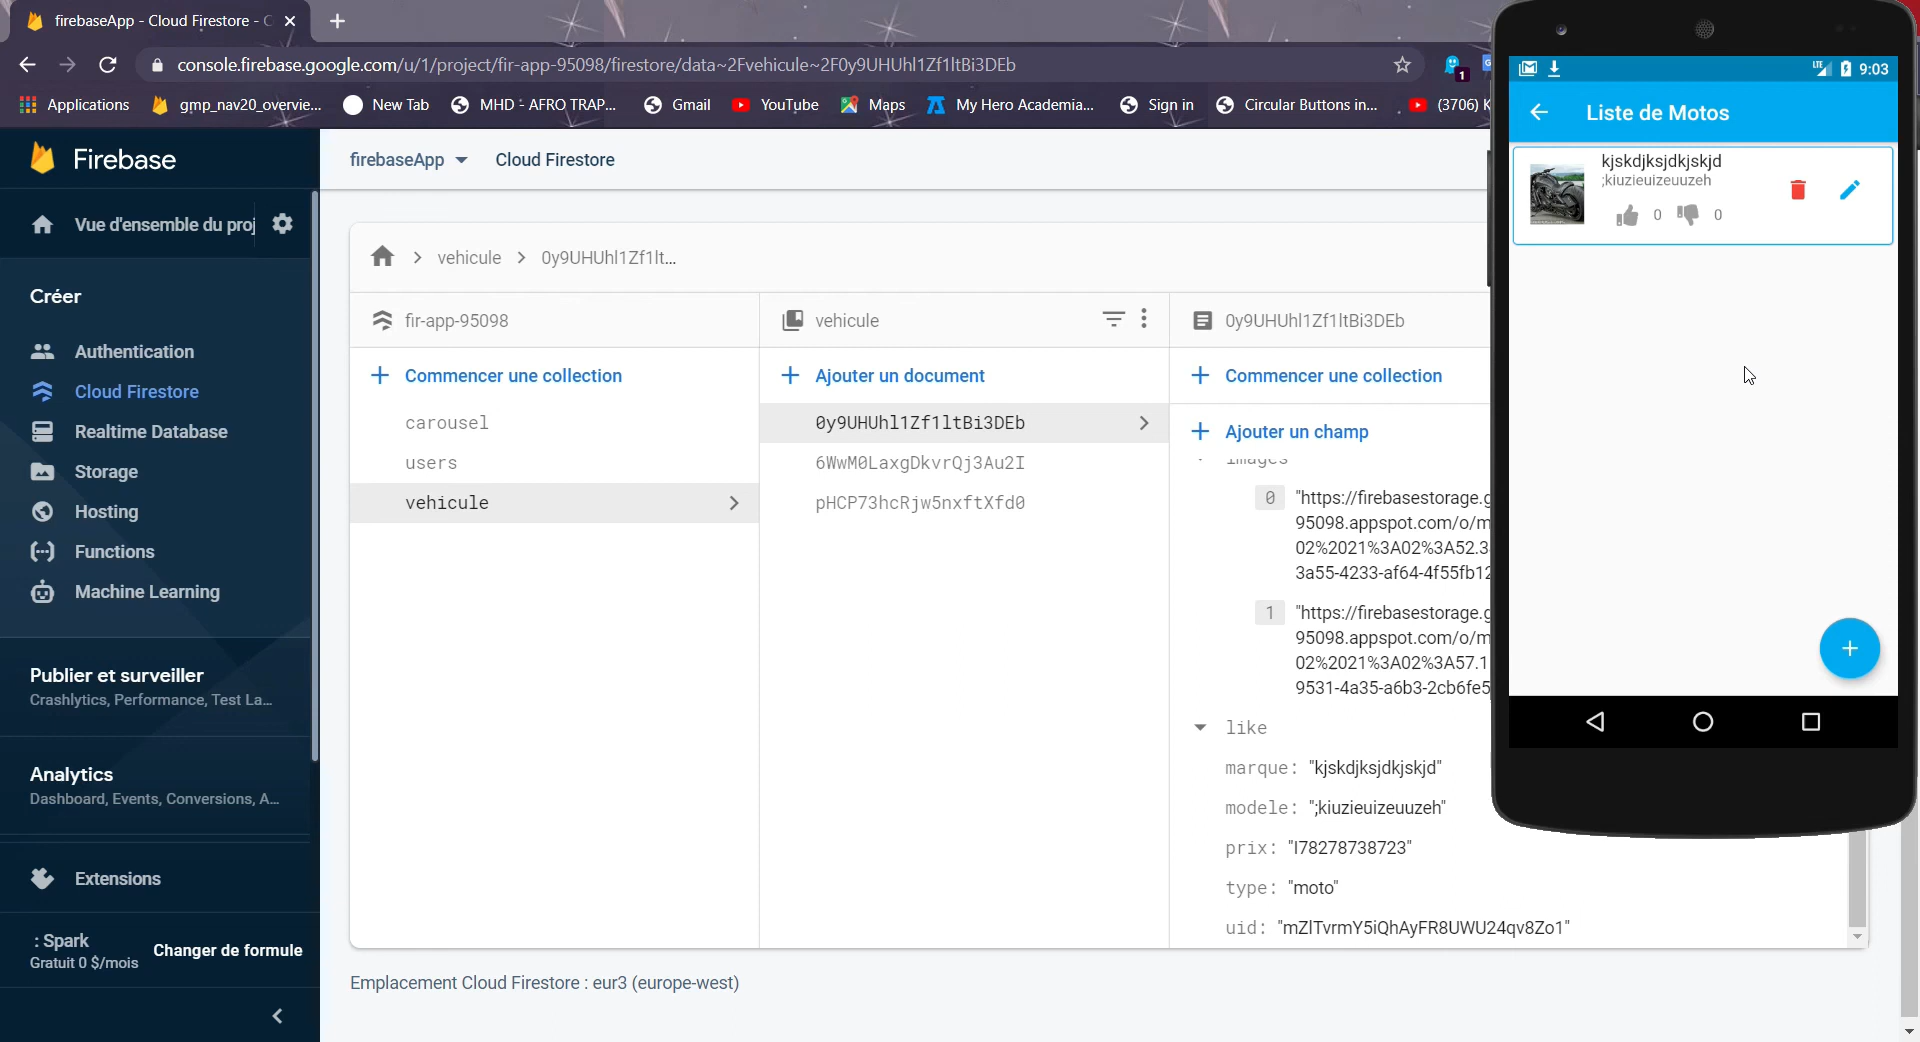 firebaseApp - Cloud Firestore - C
console.firebase.google.com/u/1/project/fir-app-95098/firestore/data~2Fvehicule~2F0y9UHUhl1Zf1ltBi3DEb
1
Applications
gmp_nav20_overvie...
New Tab
MHD - AFRO TRAP...
Gmail
YouTube
Maps
My Hero Academia...
Sign in
Circular Buttons in...
(3706) K
Firebase
firebaseApp
Cloud Firestore
Vue d'ensemble du proj
Créer
Authentication
Cloud Firestore
Realtime Database
Storage
Hosting
Functions
Machine Learning
Publier et surveiller
Crashlytics, Performance, Test La...
Analytics
Dashboard, Events, Conversions, A...
Extensions
: Spark
Gratuit 0 $/mois
Changer de formule
vehicule
0y9UHUhl1Zf1lt...
fir-app-95098
Commencer une collection
carousel
users
vehicule
vehicule
Ajouter un document
0y9UHUhl1Zf1ltBi3DEb
6WwM0LaxgDkvrQj3Au2I
pHCP73hcRjw5nxftXfd0
0y9UHUhl1Zf1ltBi3DEb
Commencer une collection
Ajouter un champ
images
0 "https://firebasestorage.g
95098.appspot.com/o/m
02%2021%3A02%3A52.3
3a55-4233-af64-4f55fb12
1 "https://firebasestorage.g
95098.appspot.com/o/m
02%2021%3A02%3A57.1
9531-4a35-a6b3-2cb6fe5
like
marque: "kjskdjksjdkjskjd"
modele: ";kiuzieuizeuuzeh"
prix: "l78278738723"
type: "moto"
uid: "mZlTvrmY5iQhAyFR8UWU24qv8Zo1"
Emplacement Cloud Firestore : eur3 (europe-west)
LTE 9:03
Liste de Motos
kjskdjksjdkjskjd
;kiuzieuizeuuzeh
0 0